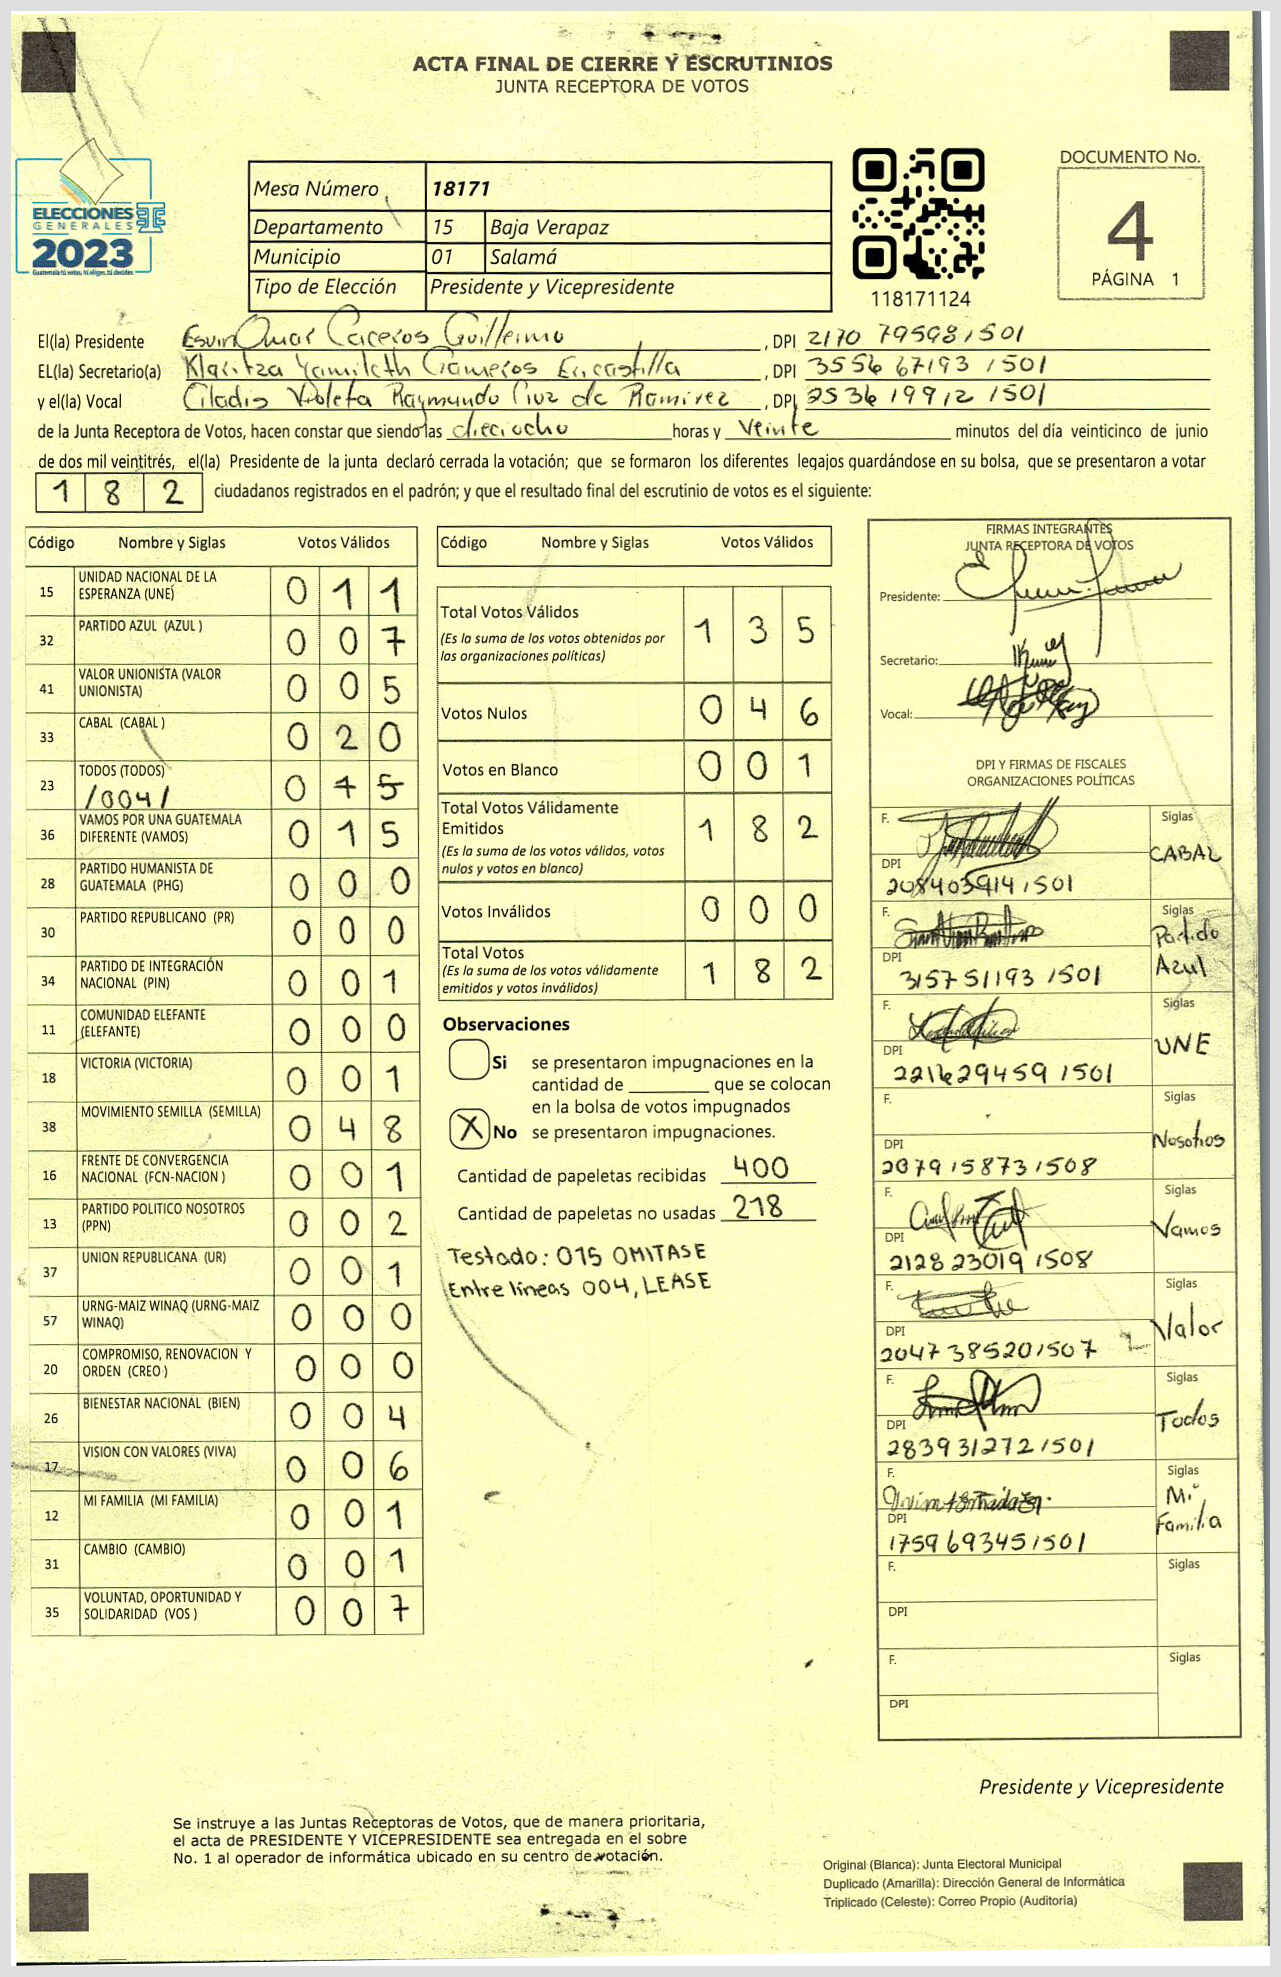 ACTA FINAL DE CIERRE Y ESCRUTINIOS
JUNTA RECEPTORA DE VOTOS
ELECCIONES
GENERALES
2023
Guatemala tú votas, tú eliges, tú decides
Mesa Número 18171
Departamento 15 Baja Verapaz
Municipio 01 Salamá
Tipo de Elección Presidente y Vicepresidente
118171124
DOCUMENTO No.
4
PÁGINA 1
El(la) Presidente Esvin Omar Caceros Guillermo, DPI 2170 79598 1501
EL(la) Secretario(a) Klaritza Yamileth Gameros Encastilla, DPI 3556 67193 1501
y el(la) Vocal Gladis Violeta Raymundo Cruz de Ramirez, DPI 2536 19912 1501
de la Junta Receptora de Votos, hacen constar que siendo las dieciocho horas y veinte minutos del día veinticinco de junio
de dos mil veintitrés, el(la) Presidente de la junta declaró cerrada la votación; que se formaron los diferentes legajos guardándose en su bolsa, que se presentaron a votar
1 8 2 ciudadanos registrados en el padrón; y que el resultado final del escrutinio de votos es el siguiente:
Código Nombre y Siglas Votos Válidos
15 UNIDAD NACIONAL DE LA ESPERANZA (UNE) 0 1 1
32 PARTIDO AZUL (AZUL ) 0 0 7
41 VALOR UNIONISTA (VALOR UNIONISTA) 0 0 5
33 CABAL (CABAL ) 0 2 0
23 TODOS (TODOS) 0 1 5
/004/
36 VAMOS POR UNA GUATEMALA DIFERENTE (VAMOS) 0 1 5
28 PARTIDO HUMANISTA DE GUATEMALA (PHG) 0 0 0
30 PARTIDO REPUBLICANO (PR) 0 0 0
34 PARTIDO DE INTEGRACIÓN NACIONAL (PIN) 0 0 1
11 COMUNIDAD ELEFANTE (ELEFANTE) 0 0 0
18 VICTORIA (VICTORIA) 0 0 1
38 MOVIMIENTO SEMILLA (SEMILLA) 0 4 8
16 FRENTE DE CONVERGENCIA NACIONAL (FCN-NACION ) 0 0 1
13 PARTIDO POLITICO NOSOTROS (PPN) 0 0 2
37 UNION REPUBLICANA (UR) 0 0 1
57 URNG-MAIZ WINAQ (URNG-MAIZ WINAQ) 0 0 0
20 COMPROMISO, RENOVACION Y ORDEN (CREO ) 0 0 0
26 BIENESTAR NACIONAL (BIEN) 0 0 4
17 VISION CON VALORES (VIVA) 0 0 6
12 MI FAMILIA (MI FAMILIA) 0 0 1
31 CAMBIO (CAMBIO) 0 0 1
35 VOLUNTAD, OPORTUNIDAD Y SOLIDARIDAD (VOS ) 0 0 7
Código Nombre y Siglas Votos Válidos
Total Votos Válidos 1 3 5
(Es la suma de los votos obtenidos por
las organizaciones políticas)
Votos Nulos 0 4 6
Votos en Blanco 0 0 1
Total Votos Válidamente
Emitidos 1 8 2
(Es la suma de los votos válidos, votos
nulos y votos en blanco)
Votos Inválidos 0 0 0
Total Votos 1 8 2
(Es la suma de los votos válidamente
emitidos y votos inválidos)
Observaciones
Si se presentaron impugnaciones en la
cantidad de ________ que se colocan
en la bolsa de votos impugnados
X No se presentaron impugnaciones.
Cantidad de papeletas recibidas 400
Cantidad de papeletas no usadas 218
Testado: 015 OMITASE
Entre lineas 004, LEASE
FIRMAS INTEGRANTES
JUNTA RECEPTORA DE VOTOS
Presidente:
Secretario:
Vocal:
DPI Y FIRMAS DE FISCALES
ORGANIZACIONES POLÍTICAS
F. Siglas
CABAL
DPI
208403914 1501
F. Siglas
Partido
Azul
DPI
315751193 1501
F. Siglas
UNE
DPI
221629459 1501
F. Siglas
Nosotros
DPI
207915873 1508
F. Siglas
Vamos
DPI
2128 23019 1508
F. Siglas
Valor
DPI
2047 38520 1507
F. Siglas
Todos
DPI
283931272 1501
F. Siglas
Mi
Familia
DPI
175969345 1501
F. Siglas
DPI
F. Siglas
DPI
Presidente y Vicepresidente
Se instruye a las Juntas Receptoras de Votos, que de manera prioritaria,
el acta de PRESIDENTE Y VICEPRESIDENTE sea entregada en el sobre
No. 1 al operador de informática ubicado en su centro de votación.
Original (Blanca): Junta Electoral Municipal
Duplicado (Amarilla): Dirección General de Informática
Triplicado (Celeste): Correo Propio (Auditoría)